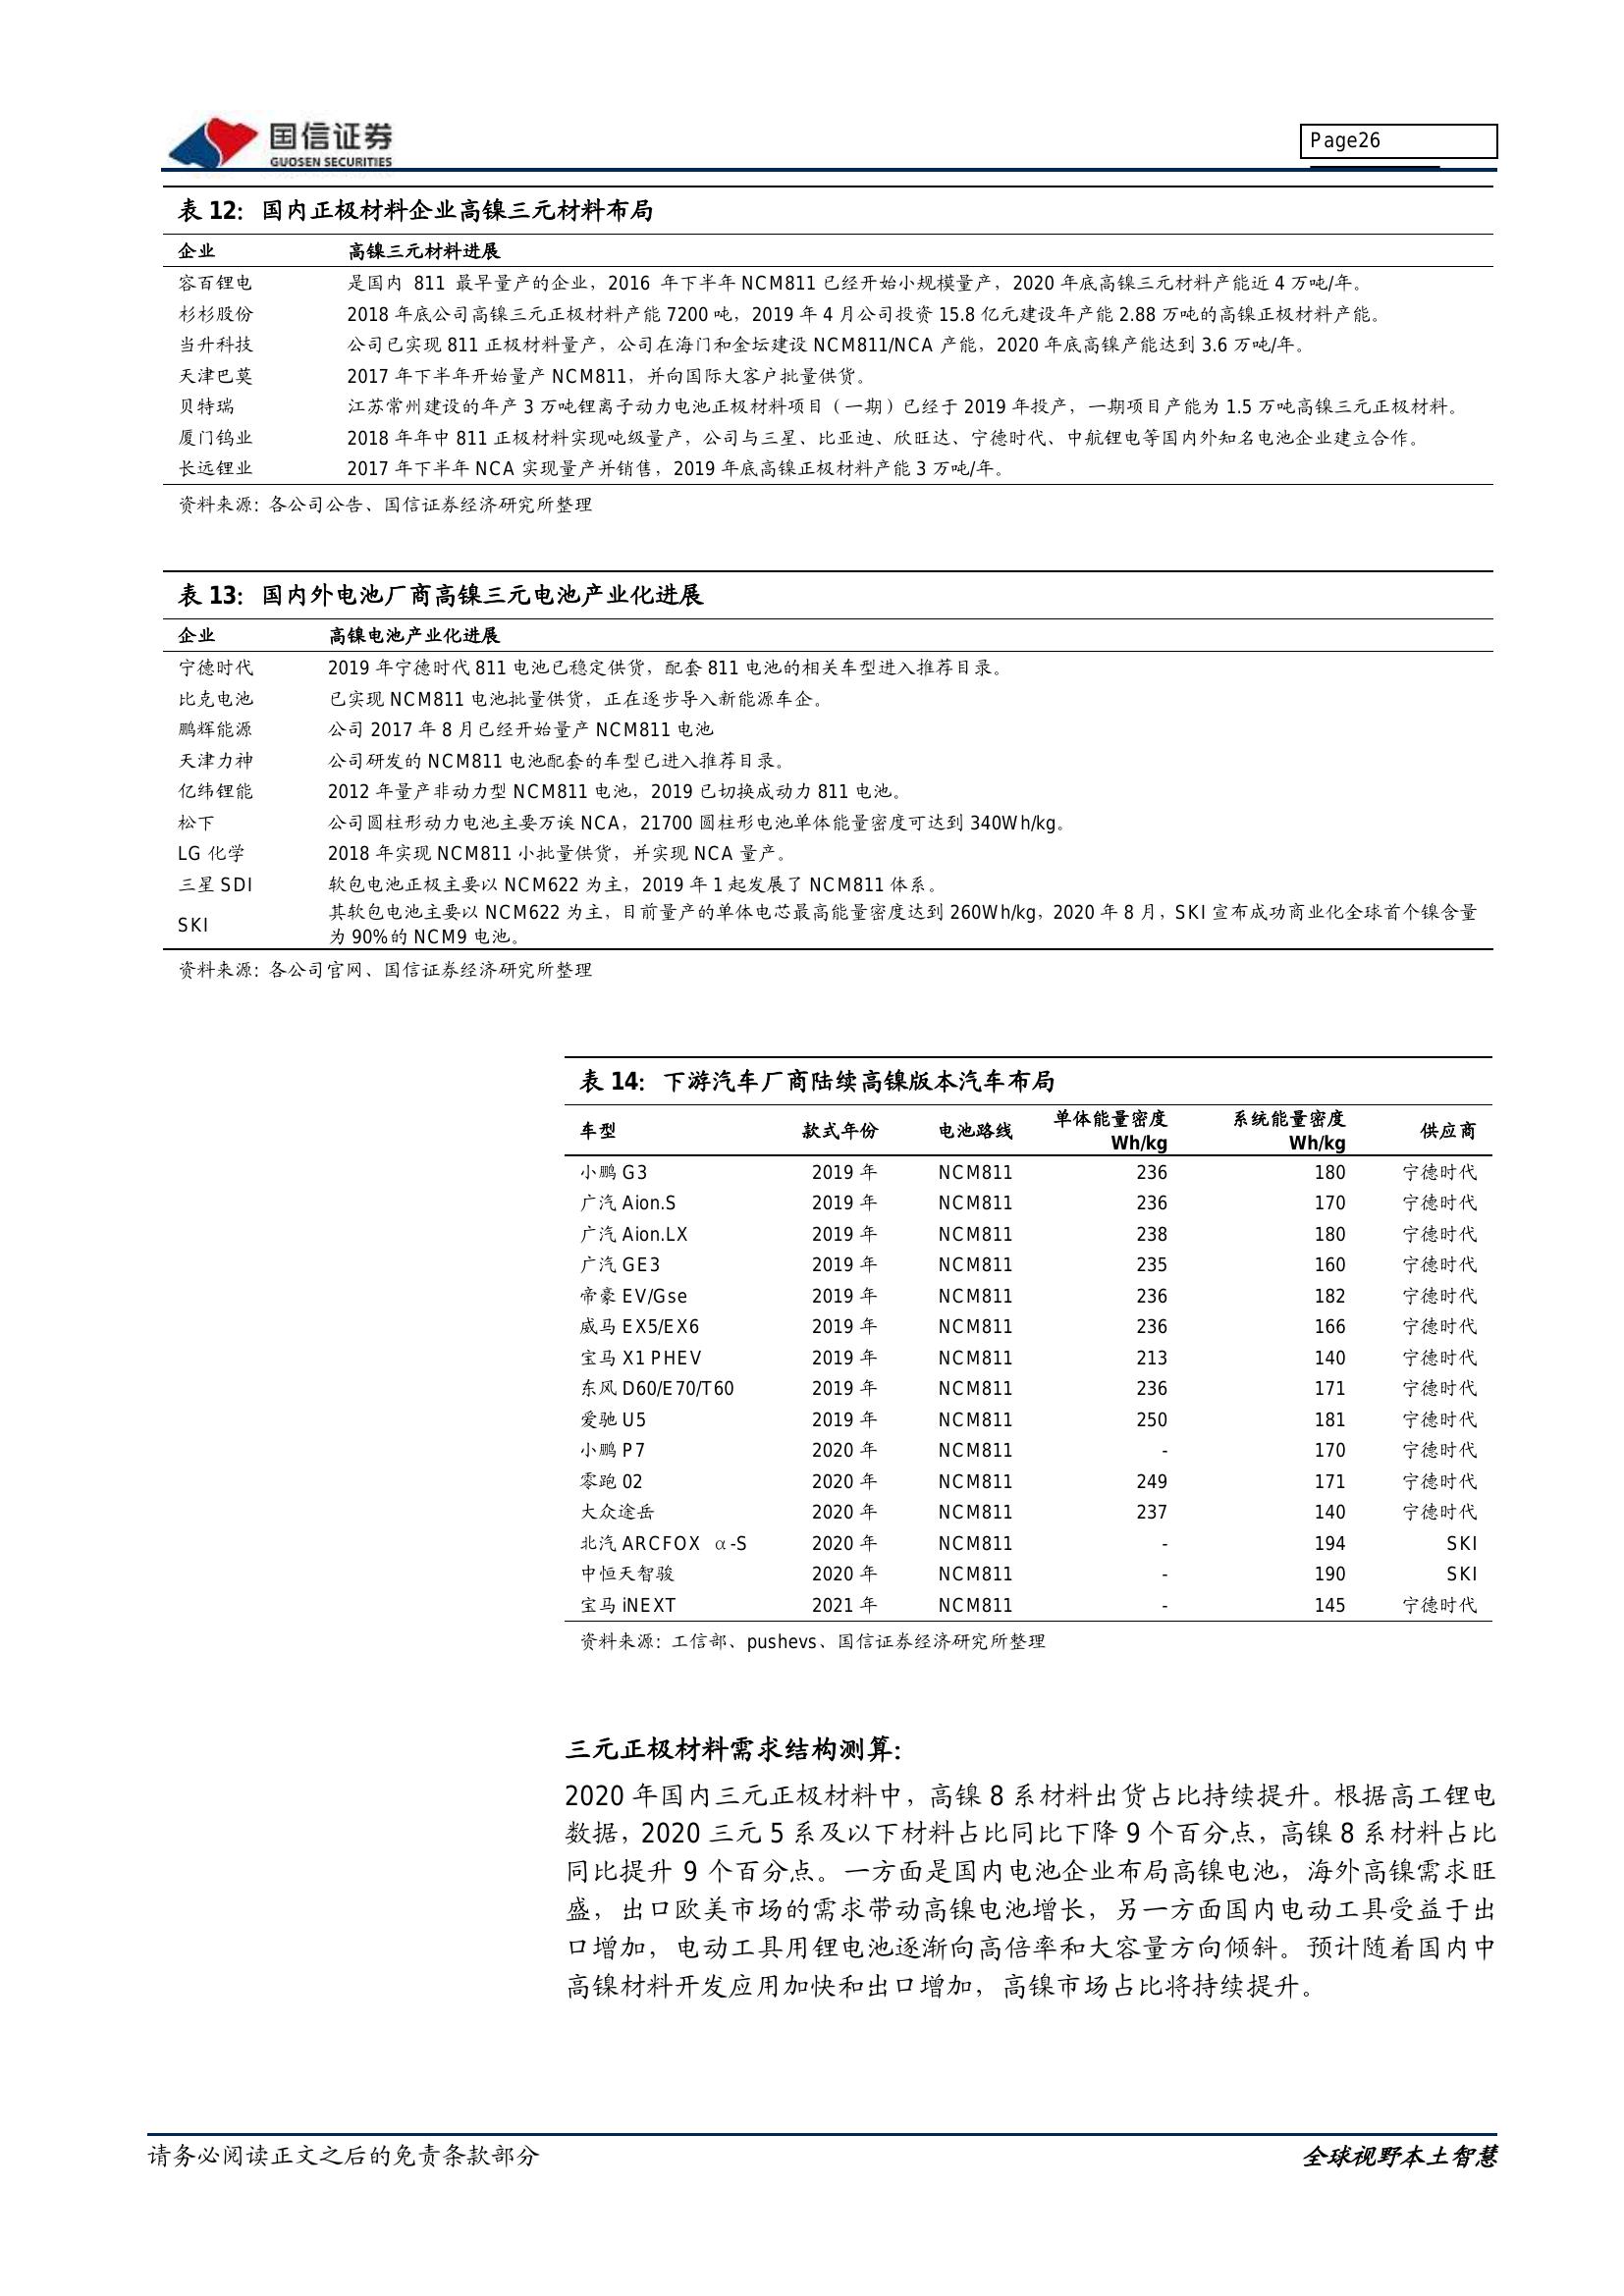 国信证券
GUOSEN SECURITIES
Page26
表 12：国内正极材料企业高镍三元材料布局
企业 高镍三元材料进展
容百锂电 是国内 811 最早量产的企业，2016 年下半年 NCM811 已经开始小规模量产，2020 年底高镍三元材料产能近 4 万吨/年。
杉杉股份 2018 年底公司高镍三元正极材料产能 7200 吨，2019 年 4 月公司投资 15.8 亿元建设年产能 2.88 万吨的高镍正极材料产能。
当升科技 公司已实现 811 正极材料量产，公司在海门和金坛建设 NCM811/NCA 产能，2020 年底高镍产能达到 3.6 万吨/年。
天津巴莫 2017 年下半年开始量产 NCM811，并向国际大客户批量供货。
贝特瑞 江苏常州建设的年产 3 万吨锂离子动力电池正极材料项目（一期）已经于 2019 年投产，一期项目产能为 1.5 万吨高镍三元正极材料。
厦门钨业 2018 年年中 811 正极材料实现吨级量产，公司与三星、比亚迪、欣旺达、宁德时代、中航锂电等国内外知名电池企业建立合作。
长远锂业 2017 年下半年 NCA 实现量产并销售，2019 年底高镍正极材料产能 3 万吨/年。
资料来源：各公司公告、国信证券经济研究所整理
表 13：国内外电池厂商高镍三元电池产业化进展
企业 高镍电池产业化进展
宁德时代 2019 年宁德时代 811 电池已稳定供货，配套 811 电池的相关车型进入推荐目录。
比克电池 已实现 NCM811 电池批量供货，正在逐步导入新能源车企。
鹏辉能源 公司 2017 年 8 月已经开始量产 NCM811 电池
天津力神 公司研发的 NCM811 电池配套的车型已进入推荐目录。
亿纬锂能 2012 年量产非动力型 NCM811 电池，2019 已切换成动力 811 电池。
松下 公司圆柱形动力电池主要万诶 NCA，21700 圆柱形电池单体能量密度可达到 340Wh/kg。
LG 化学 2018 年实现 NCM811 小批量供货，并实现 NCA 量产。
三星 SDI 软包电池正极主要以 NCM622 为主，2019 年 1 起发展了 NCM811 体系。
SKI 其软包电池主要以 NCM622 为主，目前量产的单体电芯最高能量密度达到 260Wh/kg，2020 年 8 月，SKI 宣布成功商业化全球首个镍含量
为 90%的 NCM9 电池。
资料来源：各公司官网、国信证券经济研究所整理
表 14：下游汽车厂商陆续高镍版本汽车布局
车型 款式年份 电池路线 单体能量密度 Wh/kg 系统能量密度 Wh/kg 供应商
小鹏 G3 2019 年 NCM811 236 180 宁德时代
广汽 Aion.S 2019 年 NCM811 236 170 宁德时代
广汽 Aion.LX 2019 年 NCM811 238 180 宁德时代
广汽 GE3 2019 年 NCM811 235 160 宁德时代
帝豪 EV/Gse 2019 年 NCM811 236 182 宁德时代
威马 EX5/EX6 2019 年 NCM811 236 166 宁德时代
宝马 X1 PHEV 2019 年 NCM811 213 140 宁德时代
东风 D60/E70/T60 2019 年 NCM811 236 171 宁德时代
爱驰 U5 2019 年 NCM811 250 181 宁德时代
小鹏 P7 2020 年 NCM811 - 170 宁德时代
零跑 02 2020 年 NCM811 249 171 宁德时代
大众途岳 2020 年 NCM811 237 140 宁德时代
北汽 ARCFOX α-S 2020 年 NCM811 - 194 SKI
中恒天智骏 2020 年 NCM811 - 190 SKI
宝马 iNEXT 2021 年 NCM811 - 145 宁德时代
资料来源：工信部、pushevs、国信证券经济研究所整理
三元正极材料需求结构测算：
2020 年国内三元正极材料中，高镍 8 系材料出货占比持续提升。根据高工锂电
数据，2020 三元 5 系及以下材料占比同比下降 9 个百分点，高镍 8 系材料占比
同比提升 9 个百分点。一方面是国内电池企业布局高镍电池，海外高镍需求旺
盛，出口欧美市场的需求带动高镍电池增长，另一方面国内电动工具受益于出
口增加，电动工具用锂电池逐渐向高倍率和大容量方向倾斜。预计随着国内中
高镍材料开发应用加快和出口增加，高镍市场占比将持续提升。
请务必阅读正文之后的免责条款部分
全球视野本土智慧